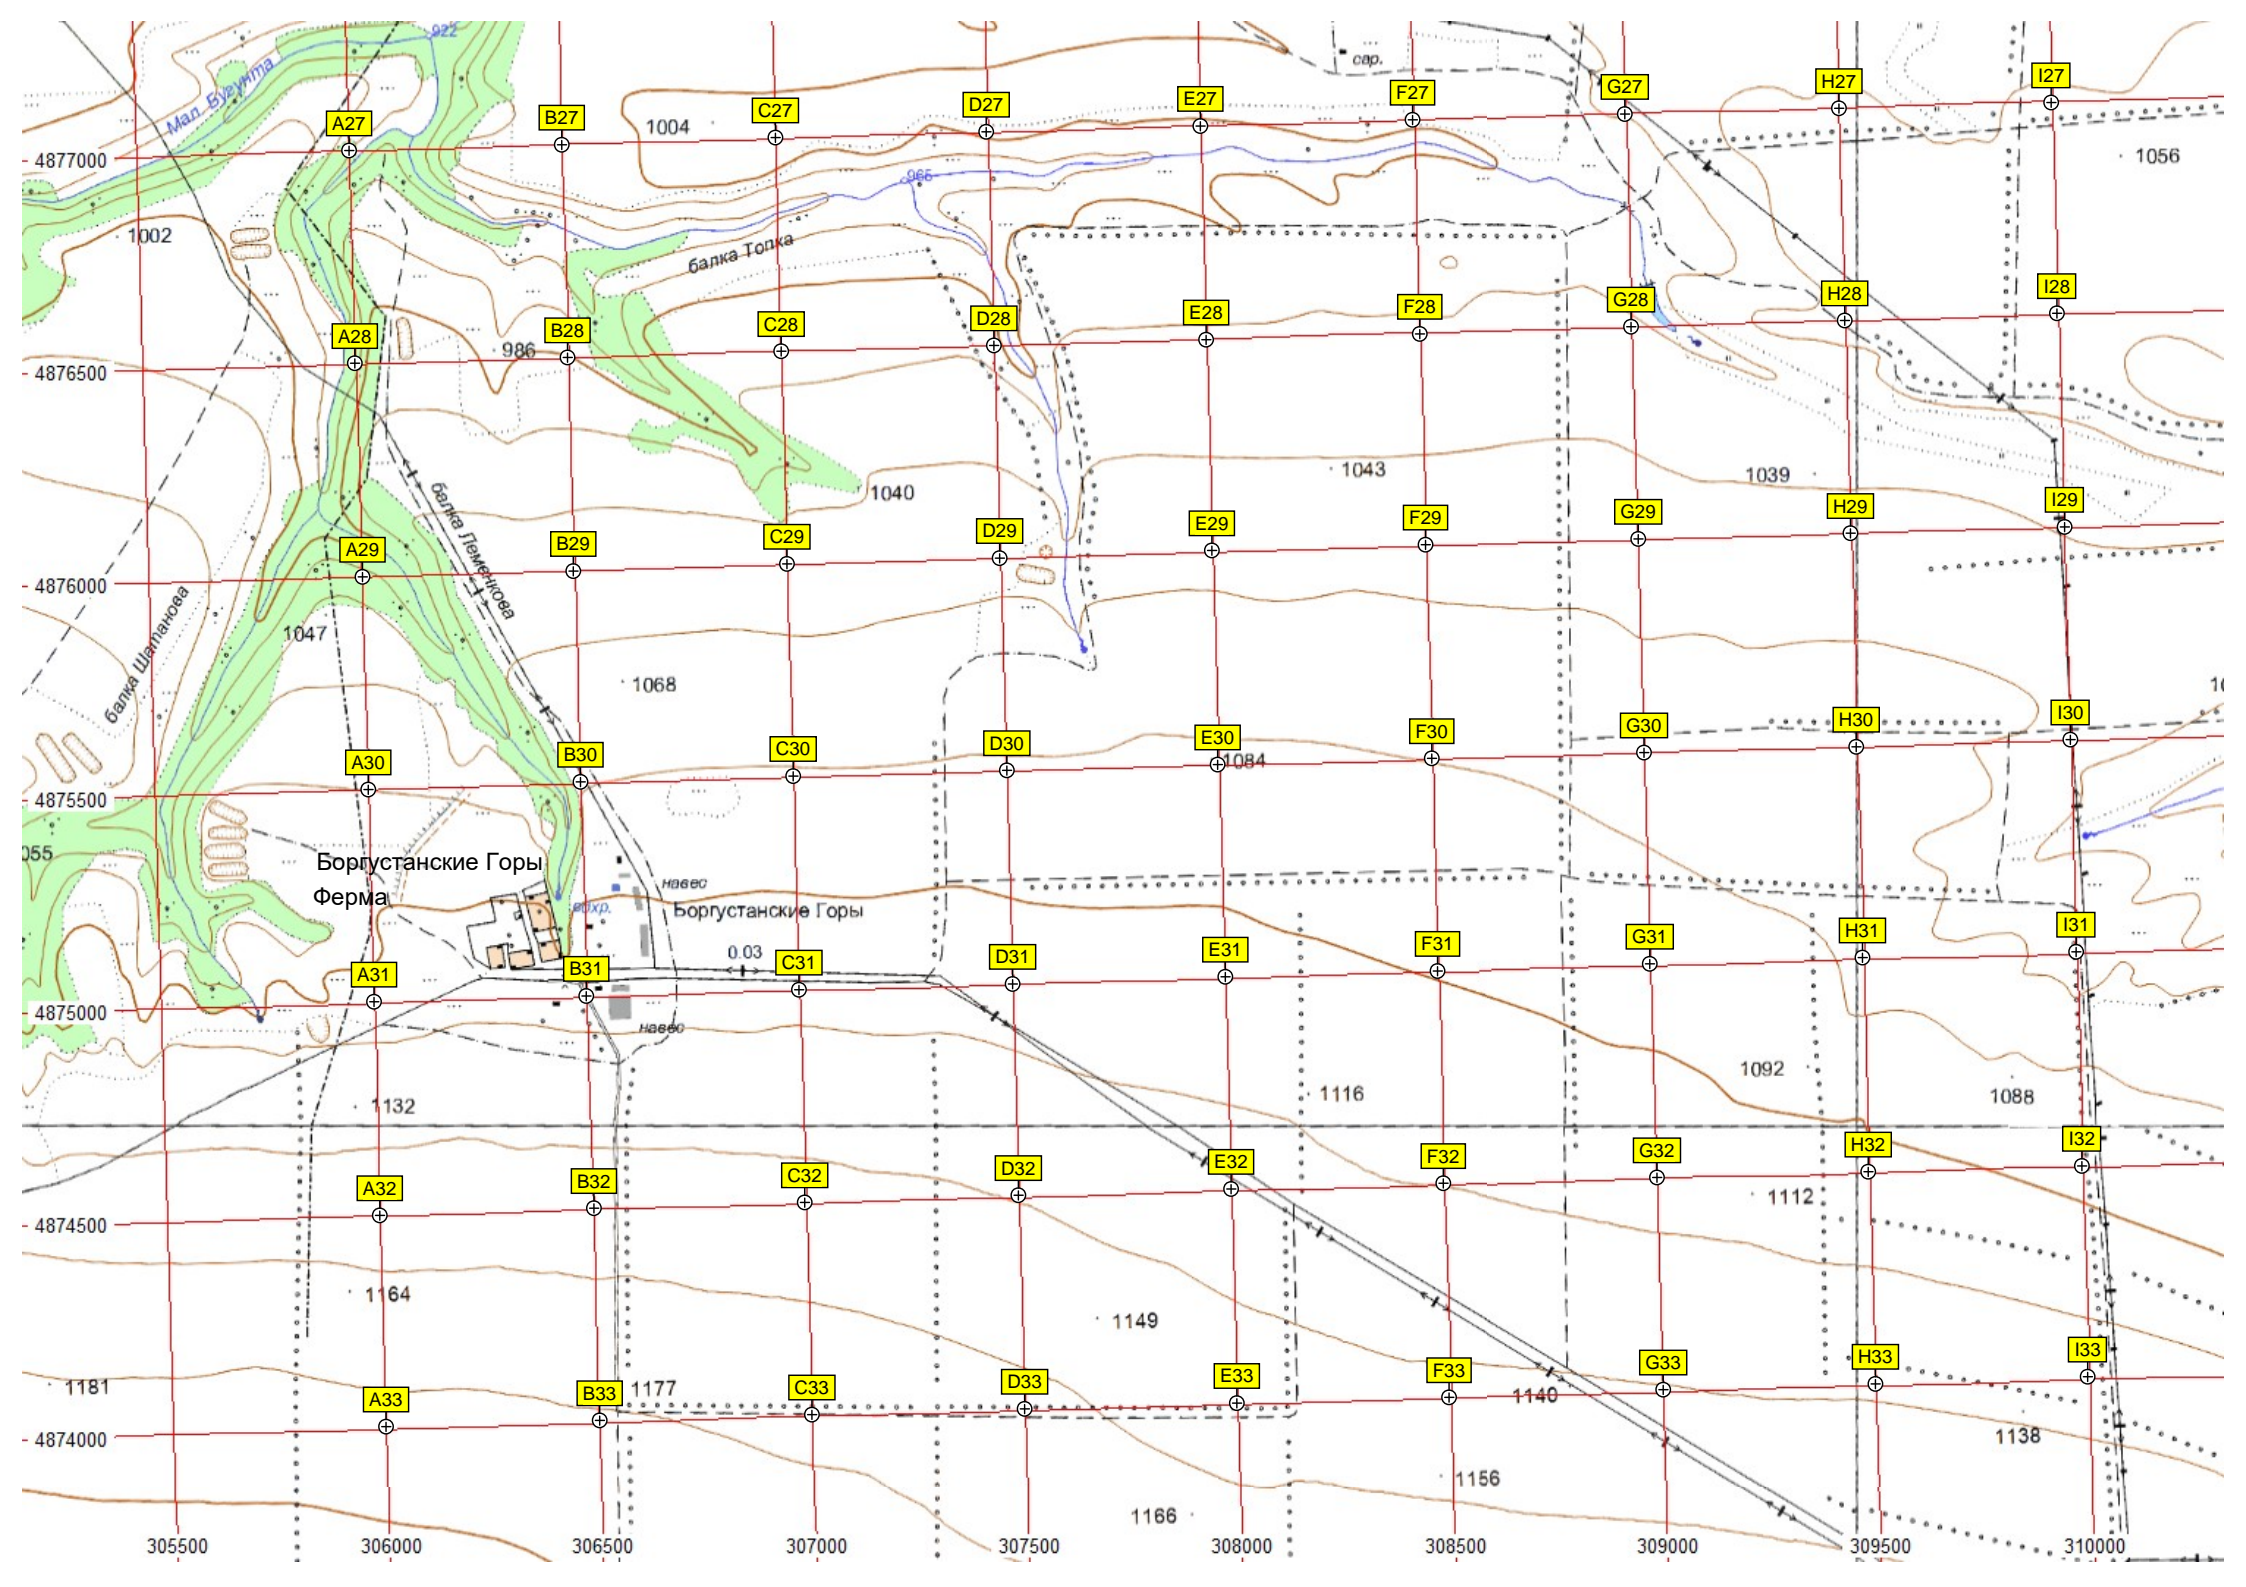 922
Мал. Бугунта
сар.
A27 B27 C27 D27 E27 F27 G27 H27 I27
1004
4877000
1056
965
1002
балка Топка
A28 B28 C28 D28 E28 F28 G28 H28 I28
986
4876500
1043
1039
1040
балка Леменкова
A29 B29 C29 D29 E29 F29 G29 H29 I29
4876000
балка Шапанова
1047
1068
A30 B30 C30 D30 E30 F30 G30 H30 I30
1084
4875500
055
Боргустанские Горы
Ферма
навес
вдхр.
Боргустанские Горы
0.03
A31 B31 C31 D31 E31 F31 G31 H31 I31
4875000
навес
1092
1088
1116
1132
A32 B32 C32 D32 E32 F32 G32 H32 I32
1112
4874500
1164
1149
A33 B33 C33 D33 E33 F33 G33 H33 I33
1181
1177
1140
4874000
1138
1156
1166
305500 306000 306500 307000 307500 308000 308500 309000 309500 310000